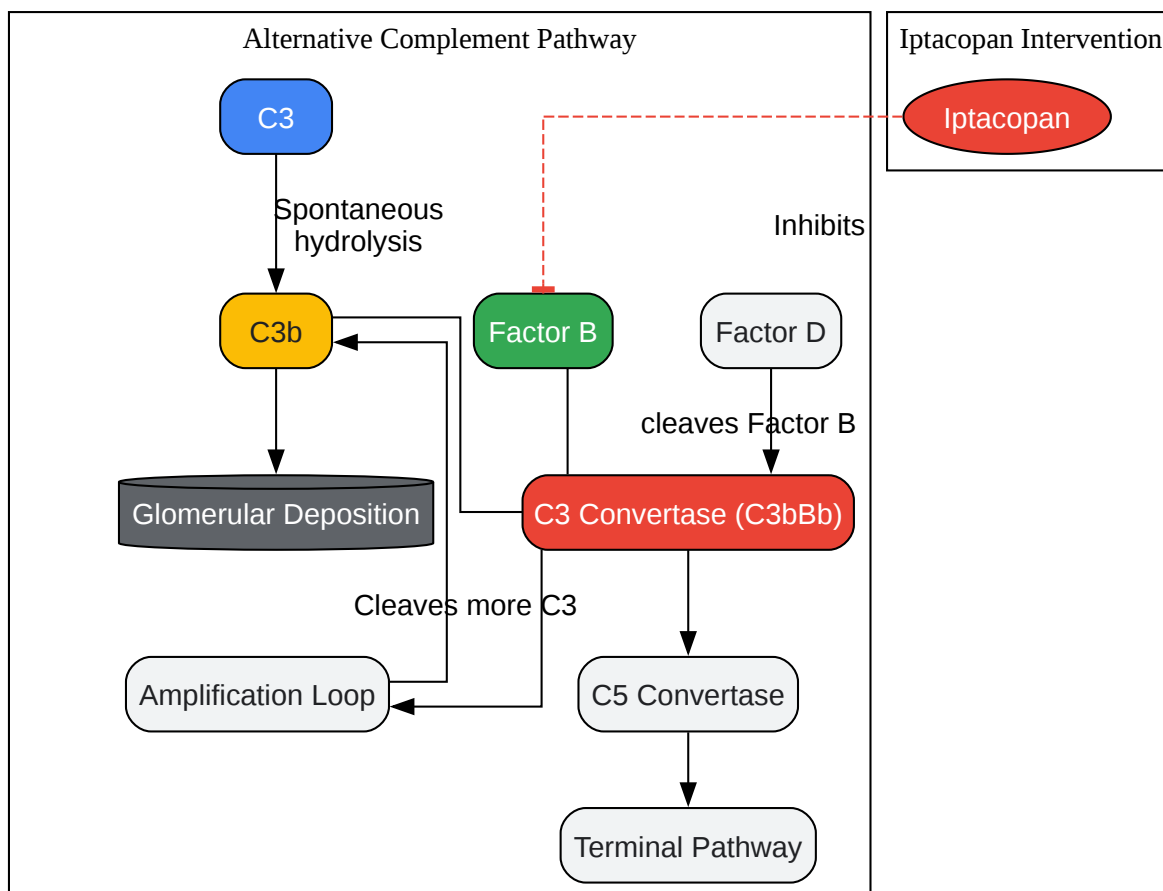 Alternative Complement Pathway
Iptacopan Intervention
C3
Iptacopan
Spontaneous
hydrolysis
Inhibits
C3b
Factor B
Factor D
cleaves Factor B
Glomerular Deposition
C3 Convertase (C3bBb)
Cleaves more C3
Amplification Loop
C5 Convertase
Terminal Pathway